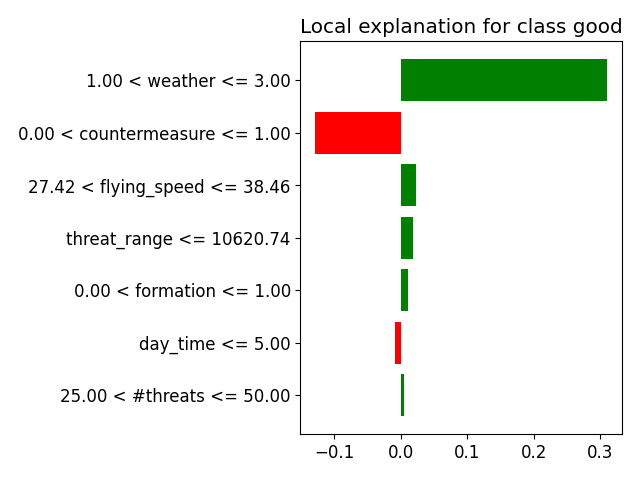 Local explanation for class good
1.00 < weather <= 3.00
0.00 < countermeasure <= 1.00
27.42 < flying_speed <= 38.46
threat_range <= 10620.74
0.00 < formation <= 1.00
day_time <= 5.00
25.00 < #threats <= 50.00
−0.1 0.0 0.1 0.2 0.3